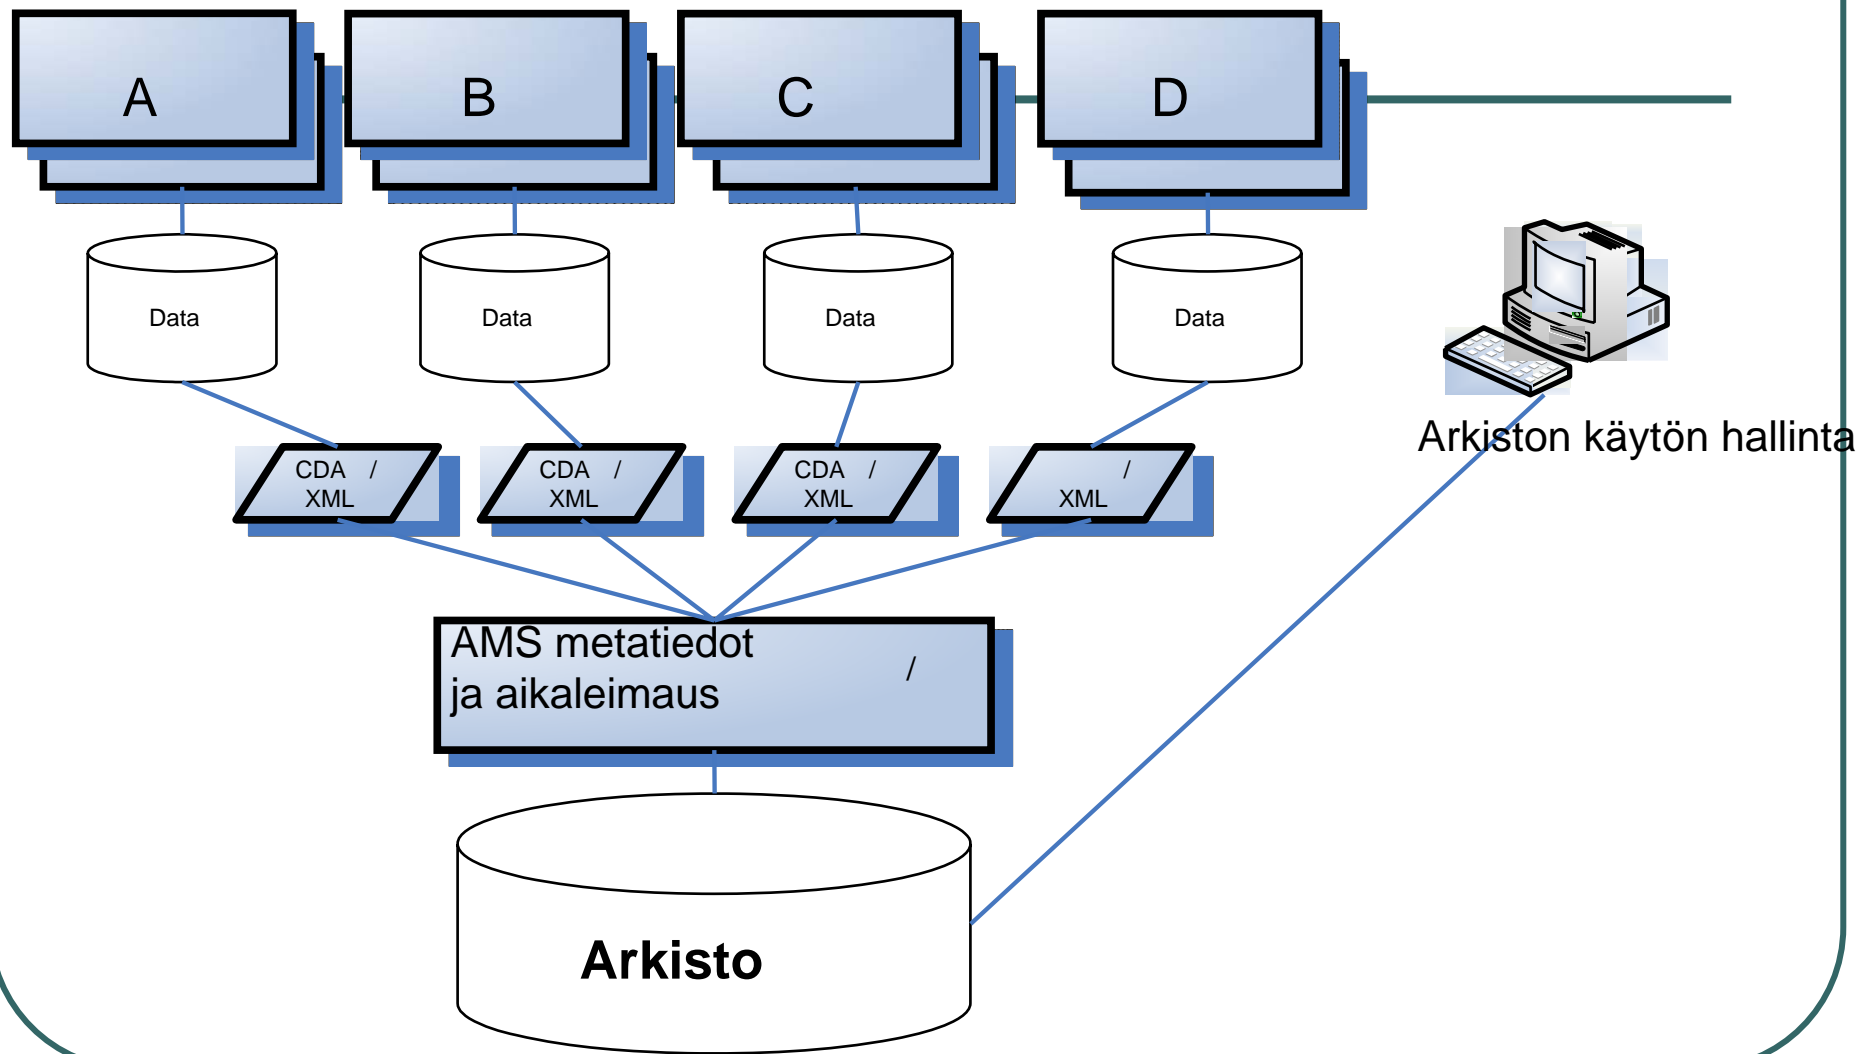 A
B
C
D
Data
Data
Data
Data
Arkiston käytön hallinta
CDA /
XML
CDA /
XML
CDA /
XML
/
XML
AMS metatiedot
ja aikaleimaus
/
Arkisto